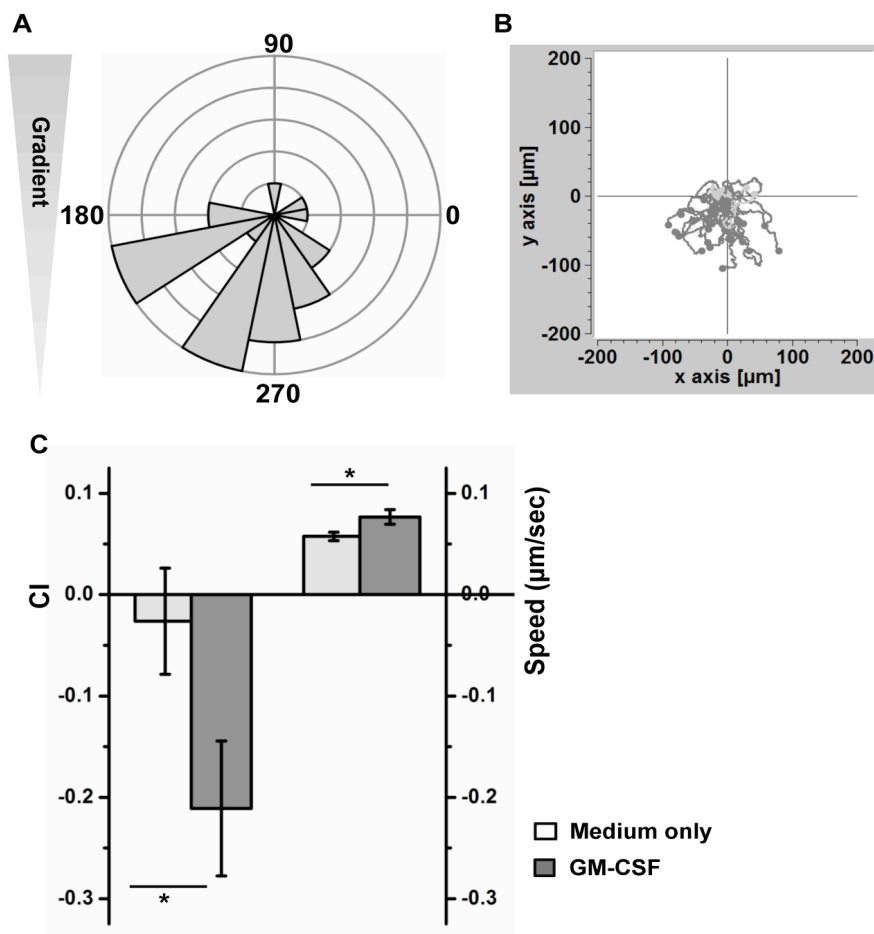 A
90
Gradient
180
0
270
B
200
100
0
-100
-200
y axis [µm]
-200 -100 0 100 200
x axis [µm]
C
0.1
0.0
-0.1
-0.2
-0.3
CI
*
*
0.1
0.0
-0.1
-0.2
-0.3
Speed (µm/sec)
Medium only
GM-CSF